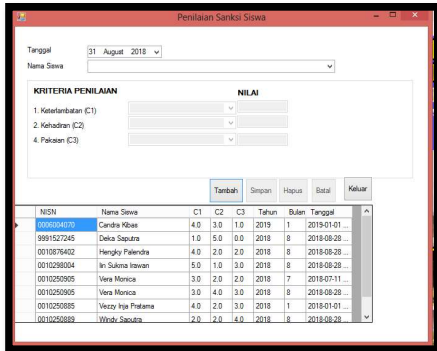 Penilaian Sanksi Siswa
Tanggal 31 August 2018
Nama Siswa
KRITERIA PENILAIAN NILAI
1. Keterlambatan (C1)
2. Kehadiran (C2)
4. Pakaian (C3)
Tambah Simpan Hapus Batal Keluar
NISN Nama Siswa C1 C2 C3 Tahun Bulan Tanggal
0006004070 Candra Kibas 4.0 3.0 1.0 2019 1 2019-01-01 ...
9991527245 Deka Saputra 1.0 5.0 0.0 2018 8 2018-08-28 ...
0010876402 Hengky Palendra 4.0 2.0 2.0 2018 8 2018-08-28 ...
0010298004 Iin Sukma Irawan 5.0 1.0 3.0 2018 8 2018-08-28 ...
0010250905 Vera Monica 3.0 2.0 2.0 2018 7 2018-07-11 ...
0010250905 Vera Monica 3.0 4.0 3.0 2018 8 2018-08-28 ...
0010250885 Vezzy Irija Pratama 4.0 2.0 3.0 2018 1 2018-01-01 ...
0010250889 Windy Saputra 2.0 2.0 4.0 2018 8 2018-08-28 ...